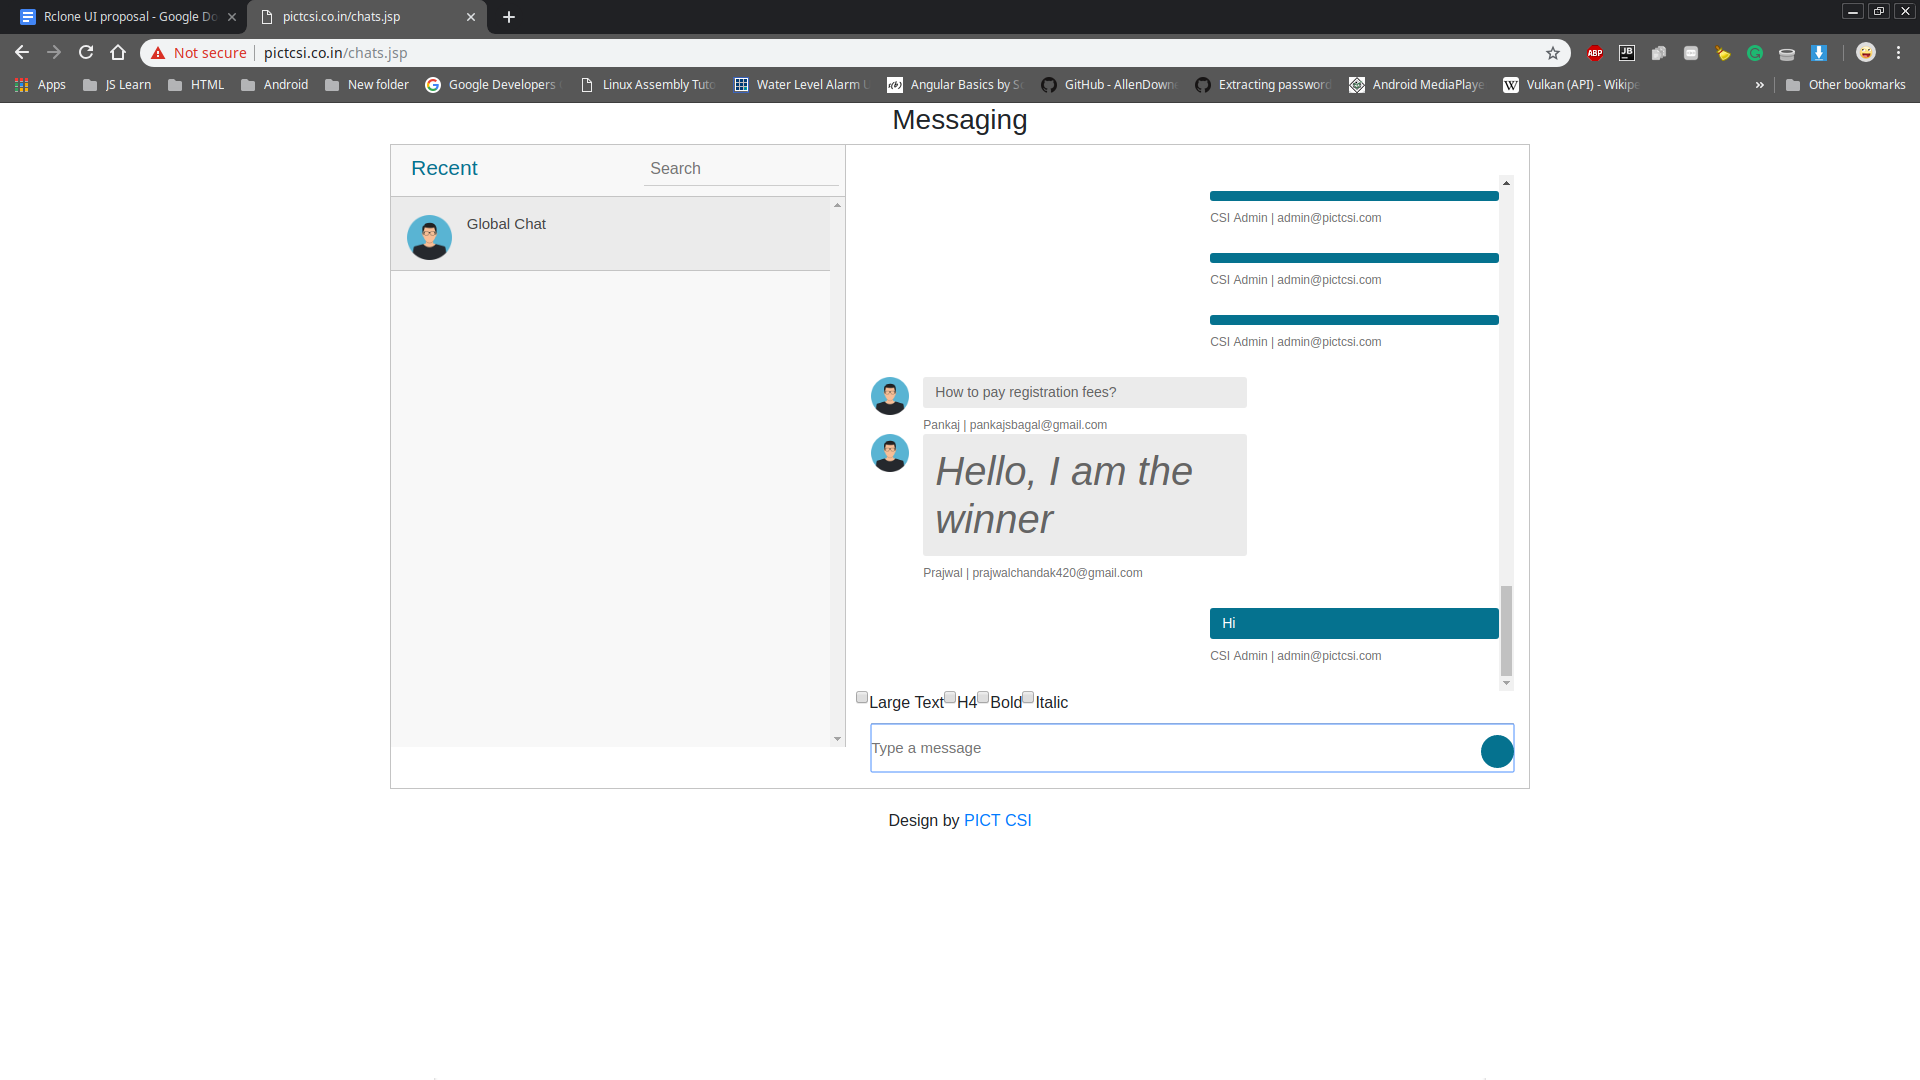 Rclone UI proposal - Google Do
pictcsi.co.in/chats.jsp
Not secure
pictcsi.co.in/chats.jsp
ABP
JB
Apps
JS Learn
HTML
Android
New folder
Google Developers
Linux Assembly Tuto
Water Level Alarm U
Angular Basics by Sc
GitHub - AllenDowne
Extracting password
Android MediaPlaye
Vulkan (API) - Wikipe
»
Other bookmarks
Messaging
Recent
Search
Global Chat
CSI Admin | admin@pictcsi.com
CSI Admin | admin@pictcsi.com
CSI Admin | admin@pictcsi.com
How to pay registration fees?
Pankaj | pankajsbagal@gmail.com
Hello, I am the
winner
Prajwal | prajwalchandak420@gmail.com
Hi
CSI Admin | admin@pictcsi.com
Large Text H4 Bold Italic
Type a message
Design by PICT CSI